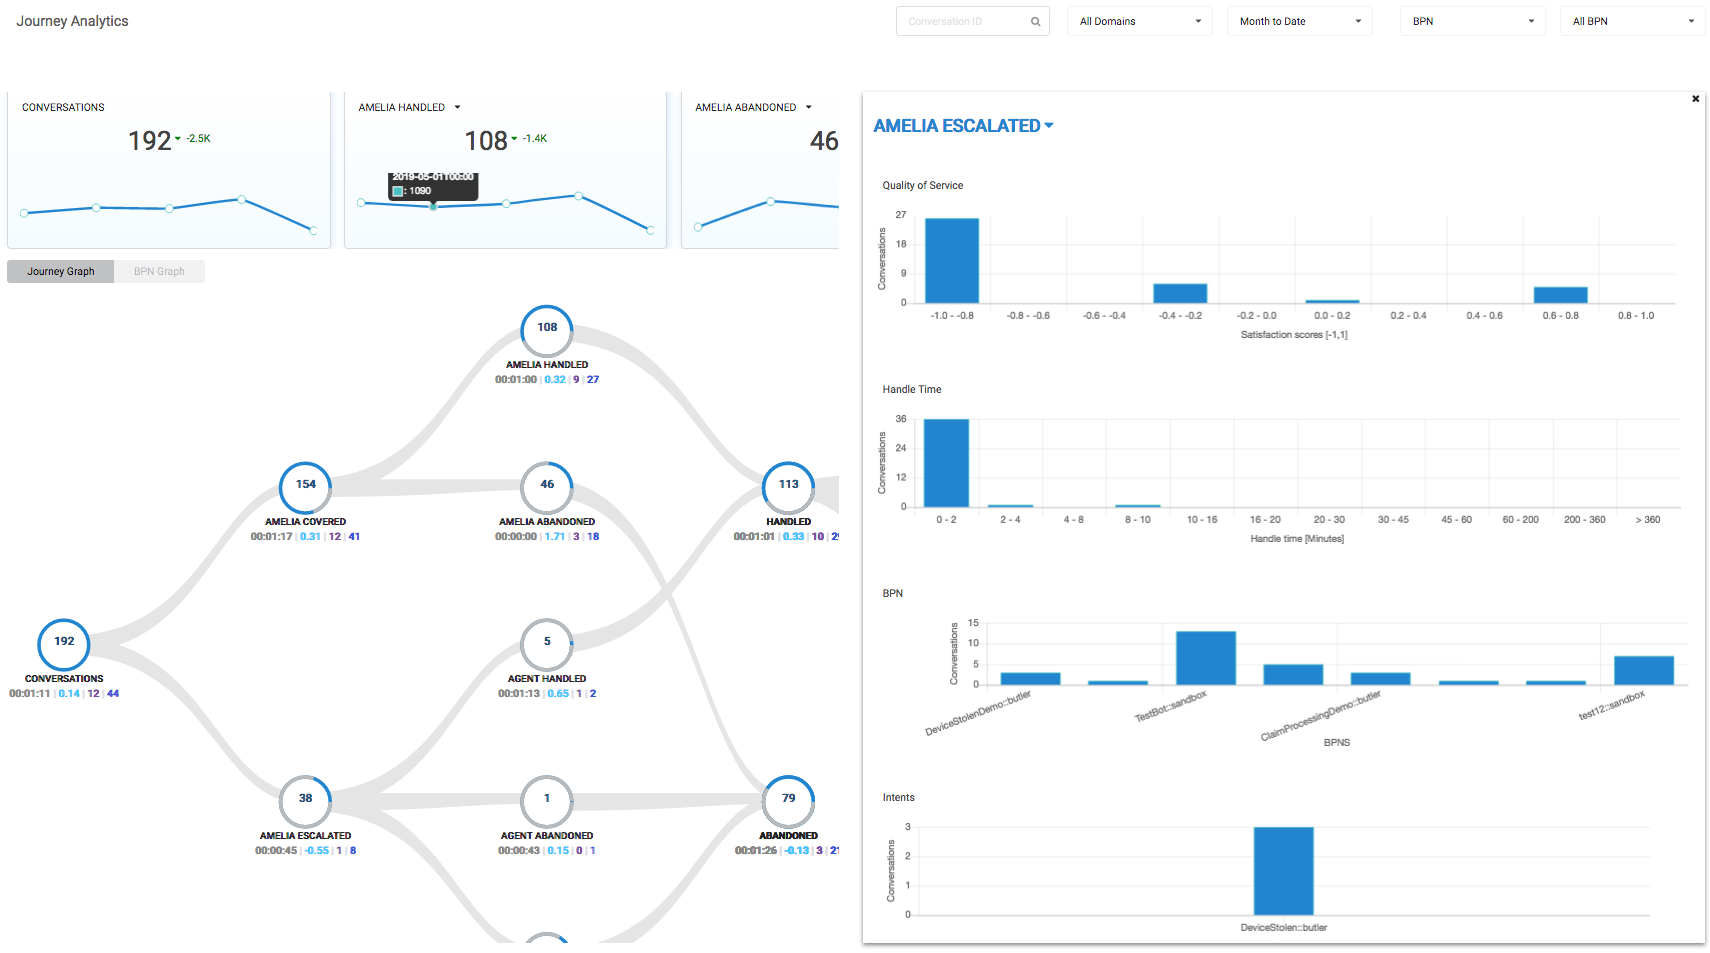 Journey Analytics
Conversation ID
All Domains
Month to Date
BPN
All BPN
CONVERSATIONS
192 -2.5K
AMELIA HANDLED
108 -1.4K
2019-05-01T00:00
: 1090
AMELIA ABANDONED
46
Journey Graph
BPN Graph
108
AMELIA HANDLED
00:01:00 | 0.32 | 9 | 27
154
AMELIA COVERED
00:01:17 | 0.31 | 12 | 41
46
AMELIA ABANDONED
00:00:00 | 1.71 | 3 | 18
113
HANDLED
00:01:01 | 0.33 | 10 |
192
CONVERSATIONS
00:01:11 | 0.14 | 12 | 44
5
AGENT HANDLED
00:01:13 | 0.65 | 1 | 2
38
AMELIA ESCALATED
00:00:45 | -0.55 | 1 | 8
1
AGENT ABANDONED
00:00:43 | 0.15 | 0 | 1
79
ABANDONED
00:01:26 | -0.13 | 3 | 21
AMELIA ESCALATED
Quality of Service
27
18
9
0
Conversations
-1.0 - -0.8
-0.8 - -0.6
-0.6 - -0.4
-0.4 - -0.2
-0.2 - 0.0
0.0 - 0.2
0.2 - 0.4
0.4 - 0.6
0.6 - 0.8
0.8 - 1.0
Satisfaction scores [-1,1]
Handle Time
36
24
12
0
Conversations
0 - 2
2 - 4
4 - 8
8 - 10
10 - 16
16 - 20
20 - 30
30 - 45
45 - 60
60 - 200
200 - 360
> 360
Handle time [Minutes]
BPN
15
10
5
0
Conversations
DeviceStolenDemo::butler
TestBot::sandbox
ClaimProcessingDemo::butler
test12::sandbox
BPNS
Intents
3
2
1
0
Conversations
DeviceStolen::butler